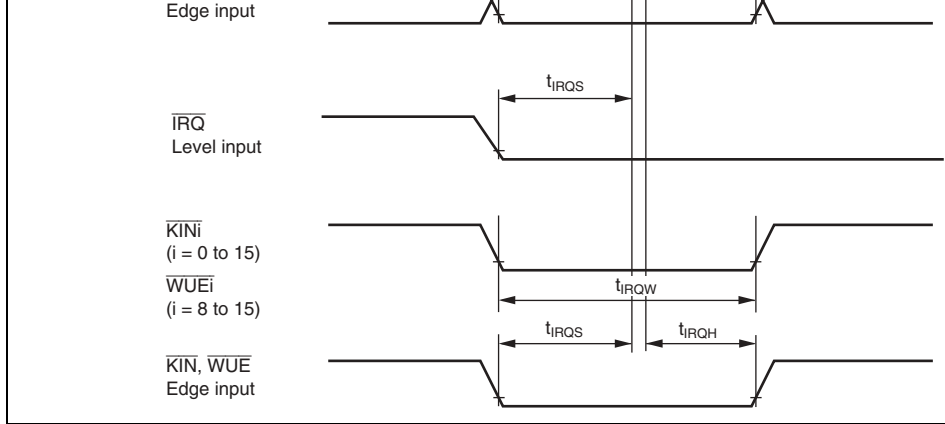 Edge input
tIRQS
IRQ
Level input
KINi
(i = 0 to 15)
WUEi
(i = 8 to 15)
tIRQW
tIRQS
tIRQH
KIN, WUE
Edge input